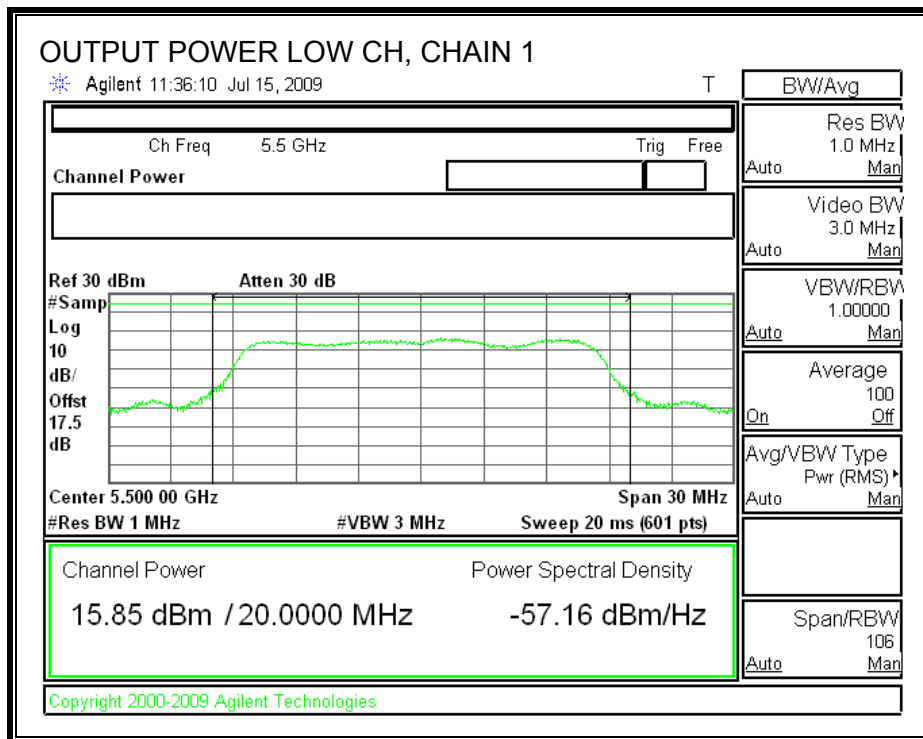 OUTPUT POWER LOW CH, CHAIN 1
Agilent 11:36:10 Jul 15, 2009 T
BW/Avg
Ch Freq 5.5 GHz Trig Free
Channel Power
Res BW
1.0 MHz
Auto Man
Video BW
3.0 MHz
Auto Man
Ref 30 dBm Atten 30 dB
#Samp
Log
10
dB/
Offst
17.5
dB
VBW/RBW
1.00000
Auto Man
Average
100
On Off
Avg/VBW Type
Pwr (RMS)
Auto Man
Center 5.500 00 GHz Span 30 MHz
#Res BW 1 MHz #VBW 3 MHz Sweep 20 ms (601 pts)
Channel Power Power Spectral Density
15.85 dBm / 20.0000 MHz -57.16 dBm/Hz
Span/RBW
106
Auto Man
Copyright 2000-2009 Agilent Technologies